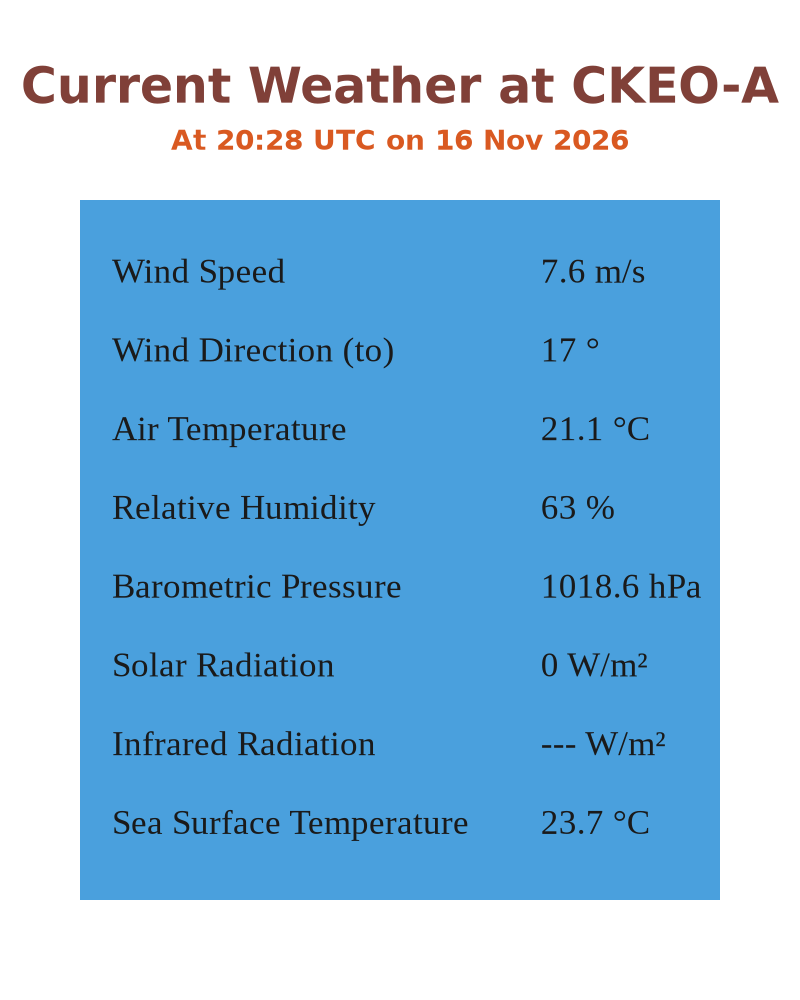 Current Weather at CKEO-A
At 20:28 UTC on 16 Nov 2026
Wind Speed 7.6 m/s
Wind Direction (to) 17 °
Air Temperature 21.1 °C
Relative Humidity 63 %
Barometric Pressure 1018.6 hPa
Solar Radiation 0 W/m²
Infrared Radiation --- W/m²
Sea Surface Temperature 23.7 °C